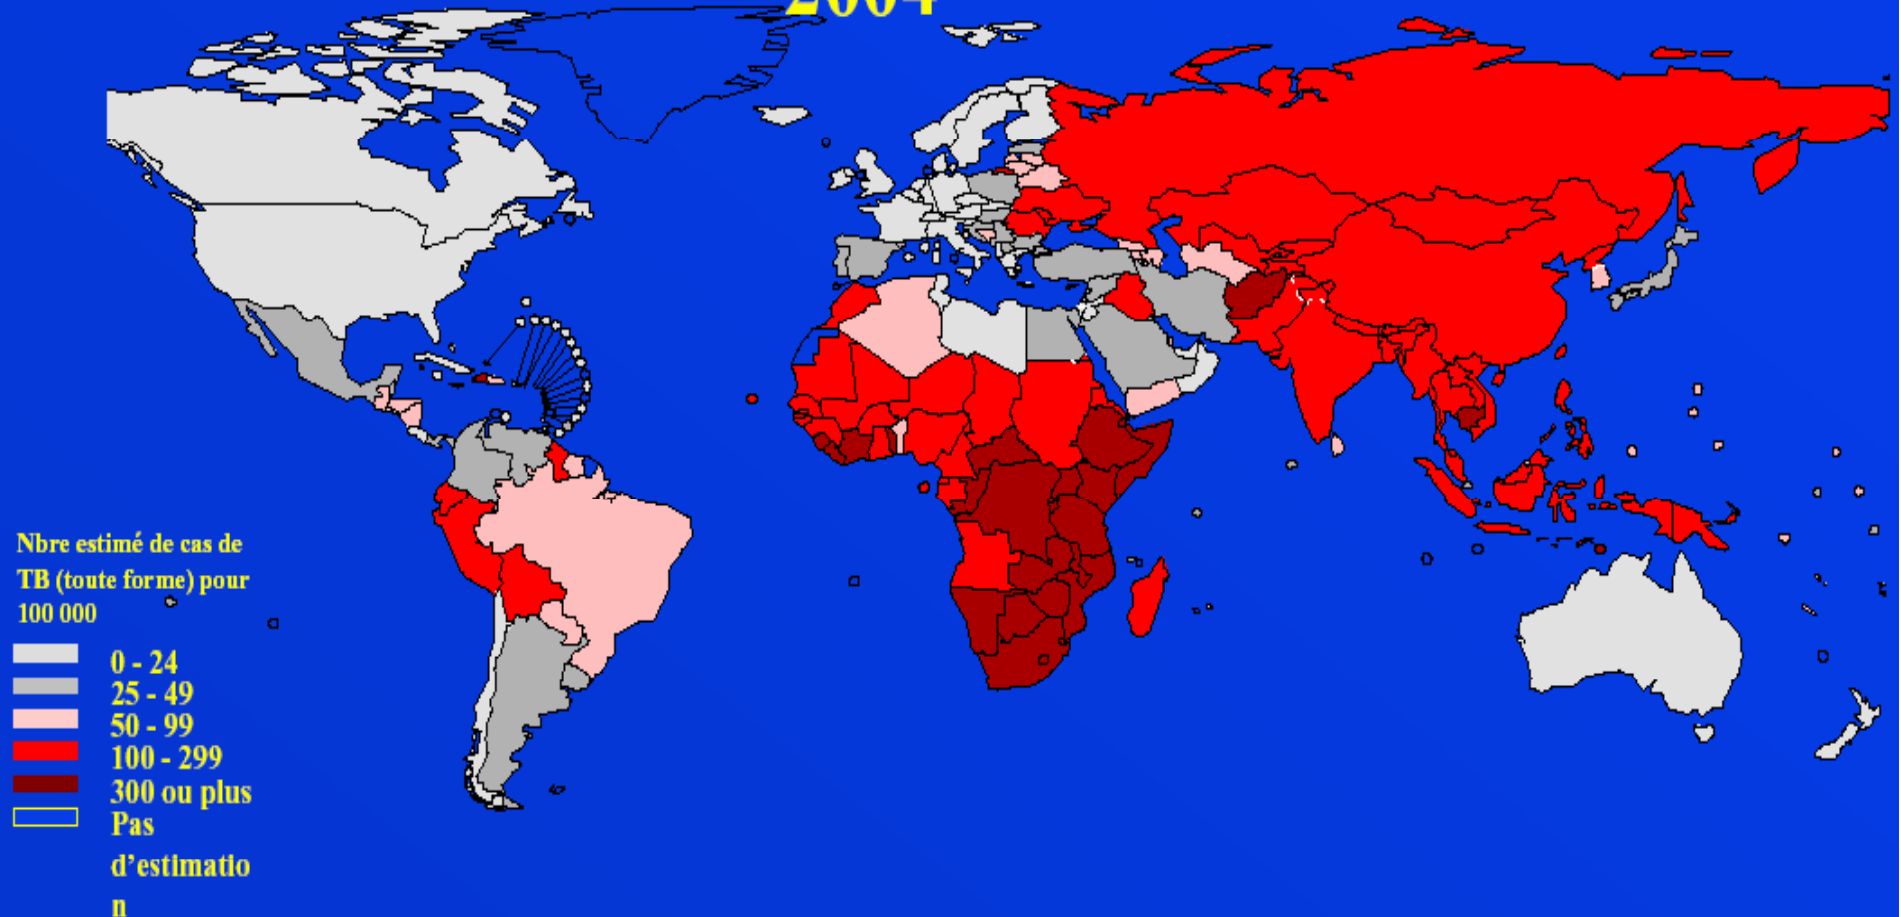 2004
Nbre estimé de cas de
TB (toute forme) pour
100 000
0 - 24
25 - 49
50 - 99
100 - 299
300 ou plus
Pas
d’estimatio
n